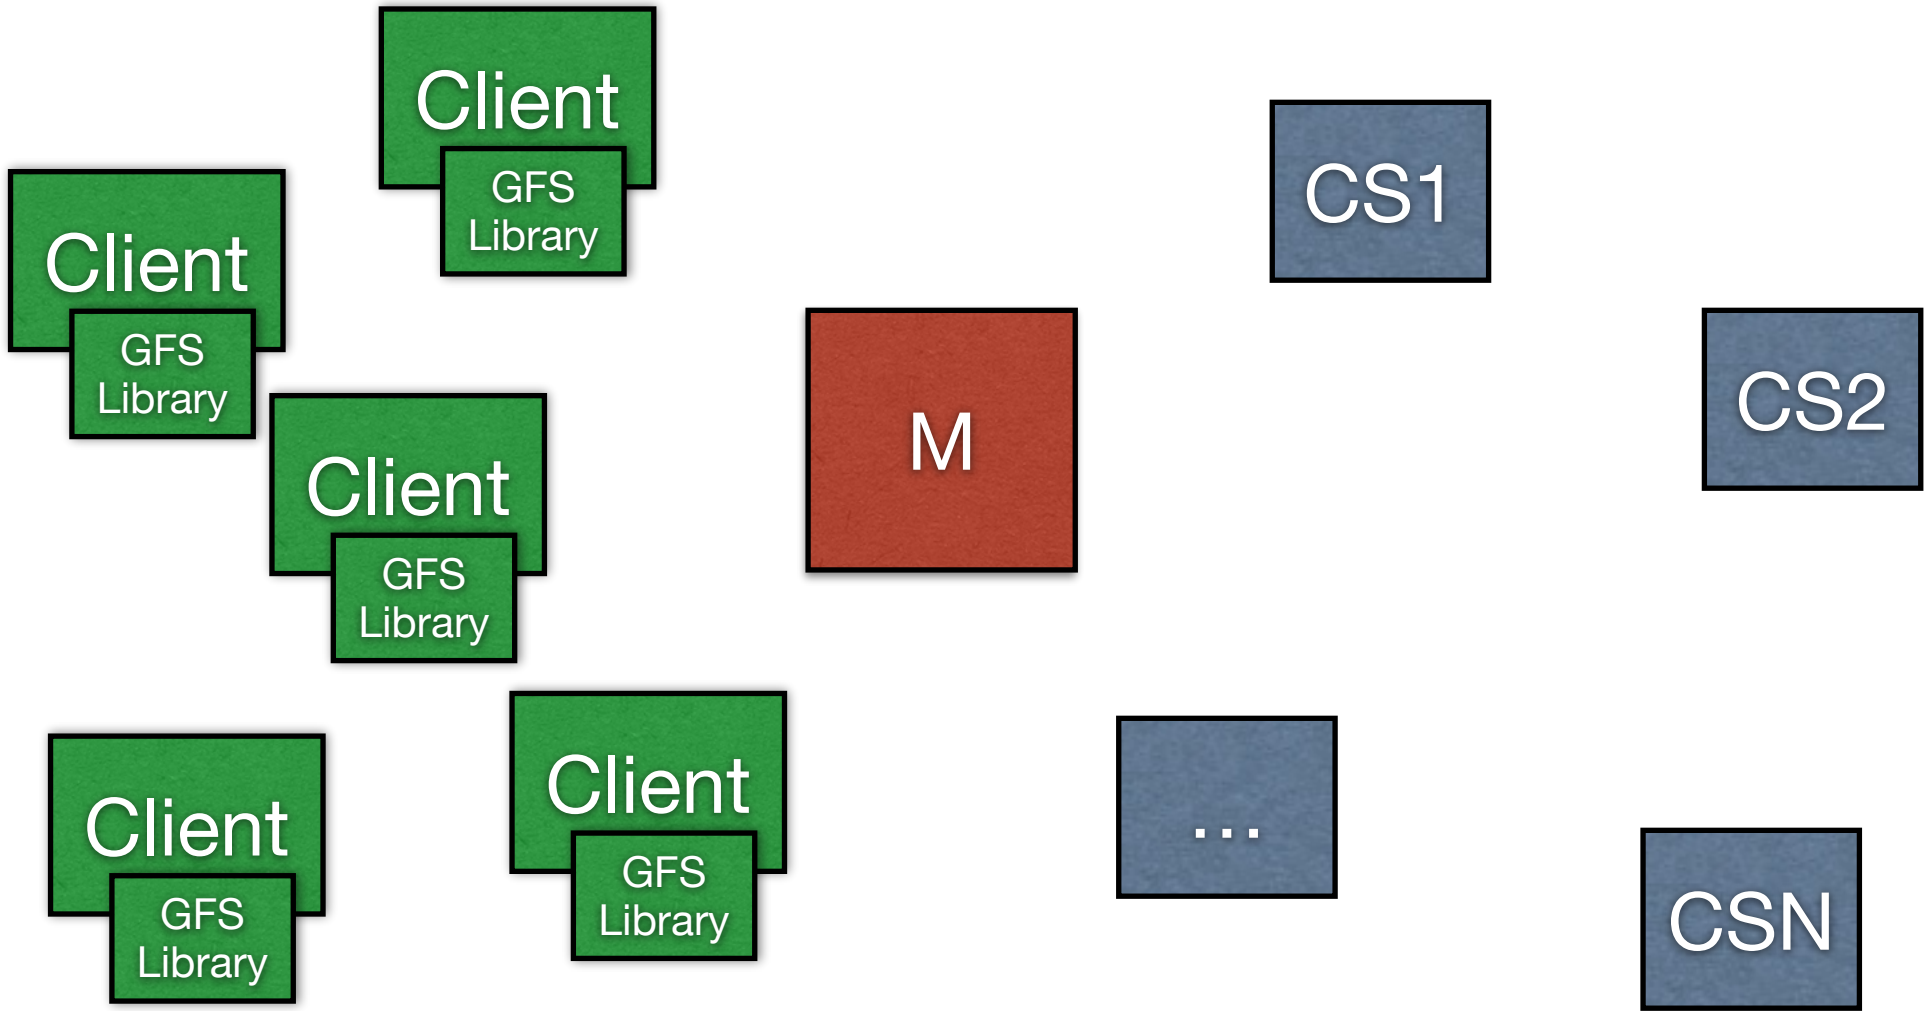 Client
GFS
Library
Client
GFS
Library
Client
GFS
Library
Client
GFS
Library
Client
GFS
Library
M
CS1
CS2
...
CSN